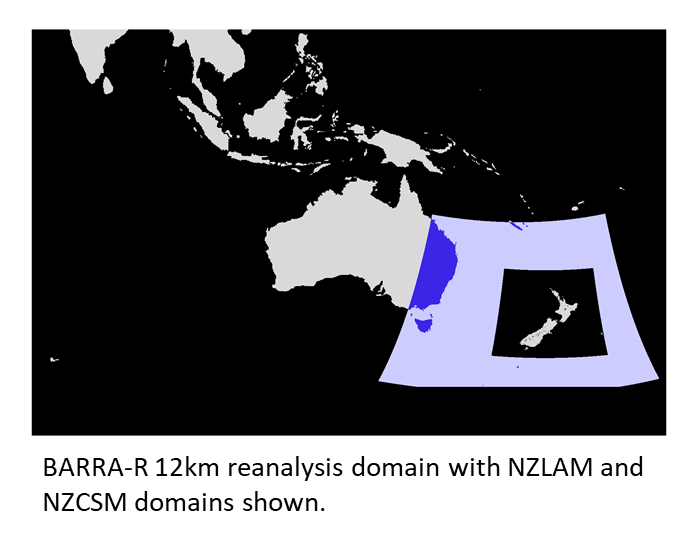 BARRA-R 12km reanalysis domain with NZLAM and
NZCSM domains shown.